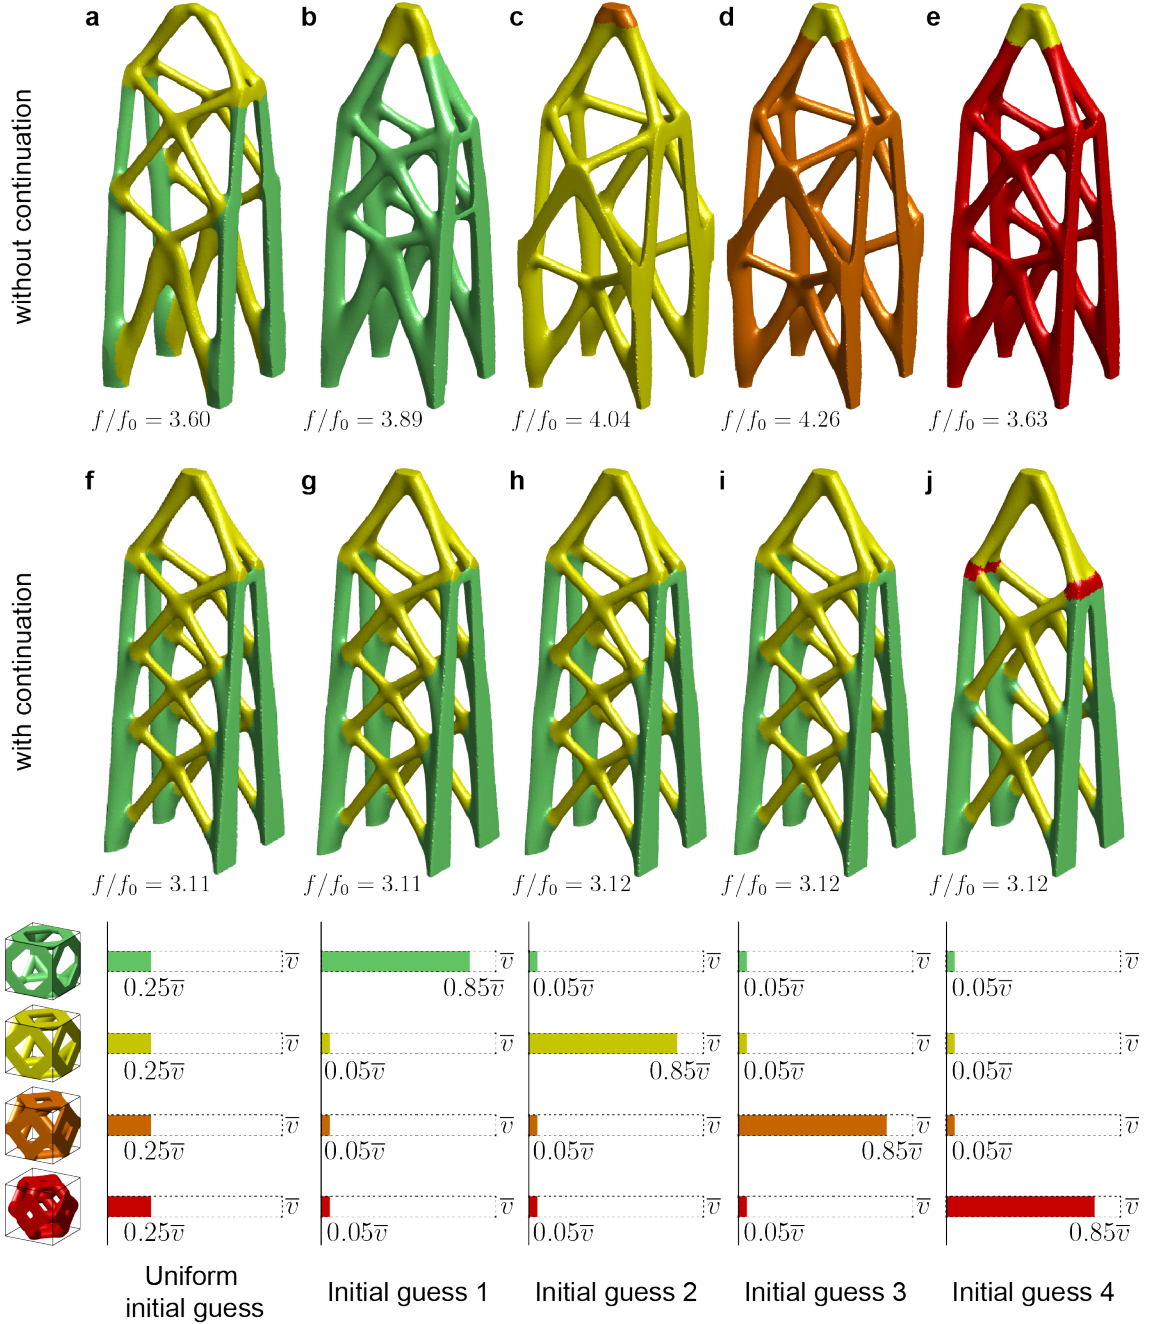 a b c d e
without continuation
f/f₀ = 3.60 f/f₀ = 3.89 f/f₀ = 4.04 f/f₀ = 4.26 f/f₀ = 3.63
f g h i j
with continuation
f/f₀ = 3.11 f/f₀ = 3.11 f/f₀ = 3.12 f/f₀ = 3.12 f/f₀ = 3.12
v̅ v̅ v̅ v̅ v̅
0.25v̅ 0.85v̅ 0.05v̅ 0.05v̅ 0.05v̅
v̅ v̅ v̅ v̅ v̅
0.25v̅ 0.05v̅ 0.85v̅ 0.05v̅ 0.05v̅
v̅ v̅ v̅ v̅ v̅
0.25v̅ 0.05v̅ 0.05v̅ 0.85v̅ 0.05v̅
v̅ v̅ v̅ v̅ v̅
0.25v̅ 0.05v̅ 0.05v̅ 0.05v̅ 0.85v̅
Uniform
initial guess
Initial guess 1 Initial guess 2 Initial guess 3 Initial guess 4